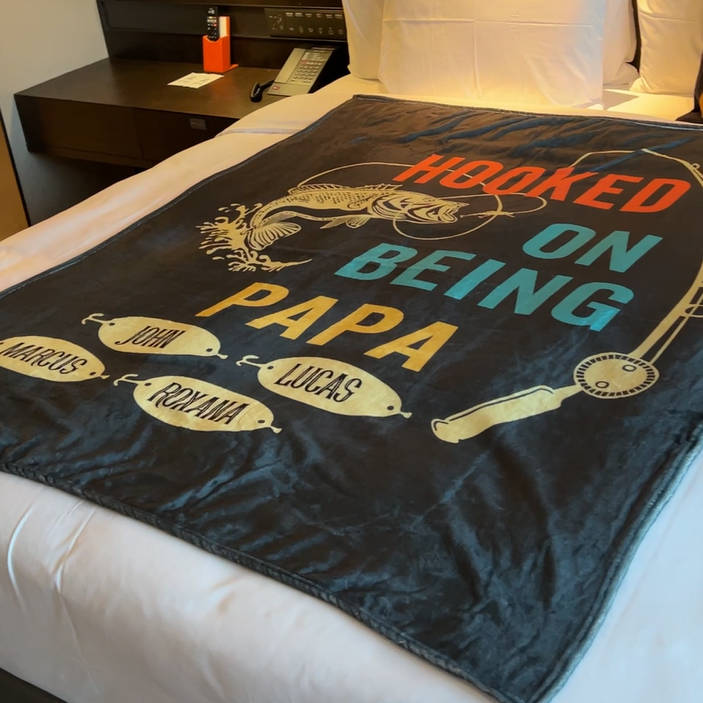 HOOKED
ON
BEING
PAPA
JOHN
MARCUS
LUCAS
ROXANA